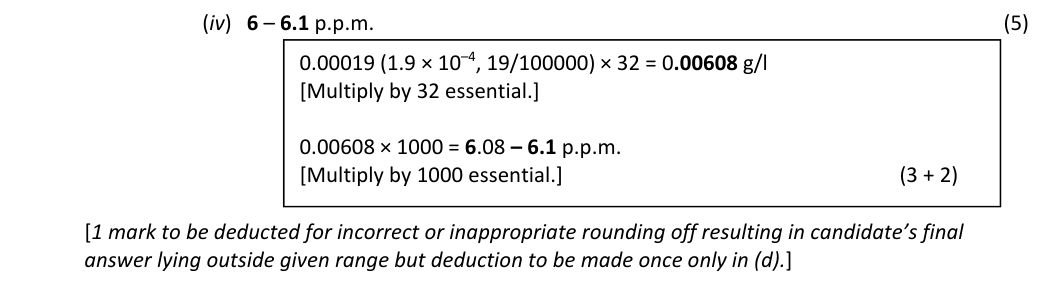 (iv) 6 – 6.1 p.p.m. (5)
0.00019 (1.9 × 10⁻⁴, 19/100000) × 32 = 0.00608 g/l
[Multiply by 32 essential.]
0.00608 × 1000 = 6.08 – 6.1 p.p.m.
[Multiply by 1000 essential.] (3 + 2)
[1 mark to be deducted for incorrect or inappropriate rounding off resulting in candidate’s final
answer lying outside given range but deduction to be made once only in (d).]